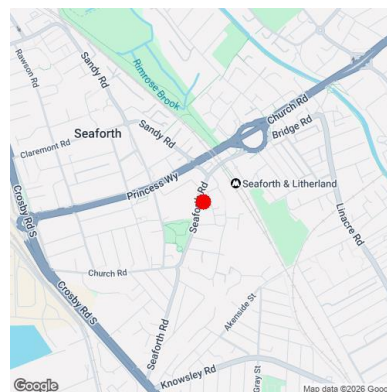 Rawson Rd
Sandy Rd
Rimrose Brook
Church Rd
Bridge Rd
Seaforth
Sandy Rd
Claremont Rd
Princess Wy
Seaforth & Litherland
Linacre Rd
Seaforth Rd
Crosby Rd S
Church Rd
Crosby Rd S
Akenside St
Seaforth Rd
Knowsley Rd
Gray St
Google
Map data ©2026 Goo